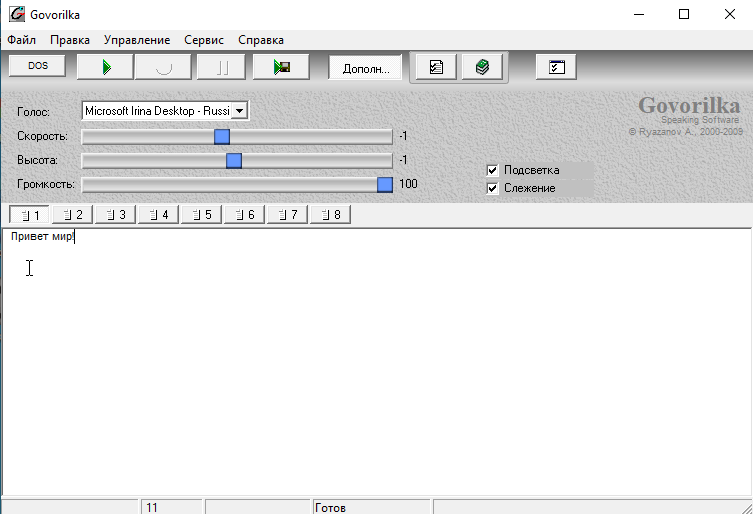 Govorilka
Файл Правка Управление Сервис Справка
DOS Дополн...
Голос: Microsoft Irina Desktop - Russi
Govorilka
Speaking Software
© Ryazanov A., 2000-2009
Скорость: -1
Высота: -1
Громкость: 100
Подсветка
Слежение
1 2 3 4 5 6 7 8
Привет мир!
11 Готов